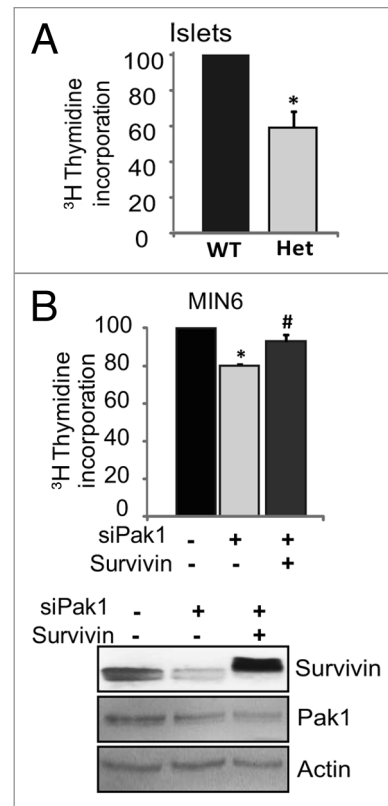 A
Islets
³H Thymidine
incorporation
100
80
60
40
20
0
*
WT Het
B
MIN6
³H Thymidine
incorporation
100
80
60
40
20
0
*
#
siPak1 - + +
Survivin - - +
siPak1 - + +
Survivin - - +
Survivin
Pak1
Actin